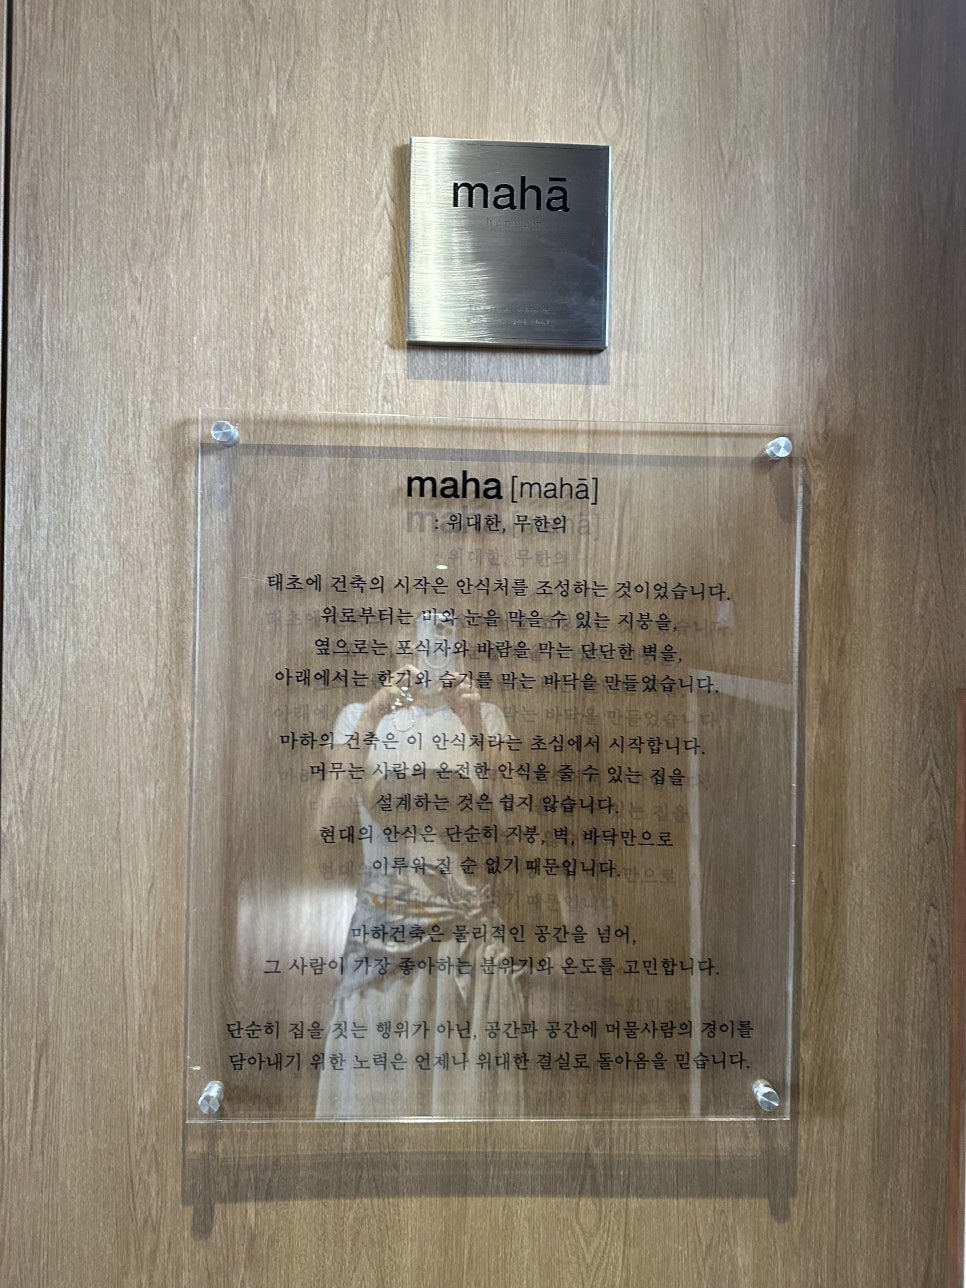 mahā
maha [mahā]
: 위대한, 무한의
태초에 건축의 시작은 안식처를 조성하는 것이었습니다.
위로부터는 비와 눈을 막을 수 있는 지붕을,
옆으로는 포식자와 바람을 막는 단단한 벽을,
아래에서는 한기와 습기를 막는 바닥을 만들었습니다.
마하의 건축은 이 안식처라는 초심에서 시작합니다.
머무는 사람의 온전한 안식을 줄 수 있는 집을
설계하는 것은 쉽지 않습니다.
현대의 안식은 단순히 지붕, 벽, 바닥만으로
이루워 질 순 없기 때문입니다.
마하건축은 물리적인 공간을 넘어,
그 사람이 가장 좋아하는 분위기와 온도를 고민합니다.
단순히 집을 짓는 행위가 아닌, 공간과 공간에 머물사람의 경이를
담아내기 위한 노력은 언제나 위대한 결실로 돌아옴을 믿습니다.